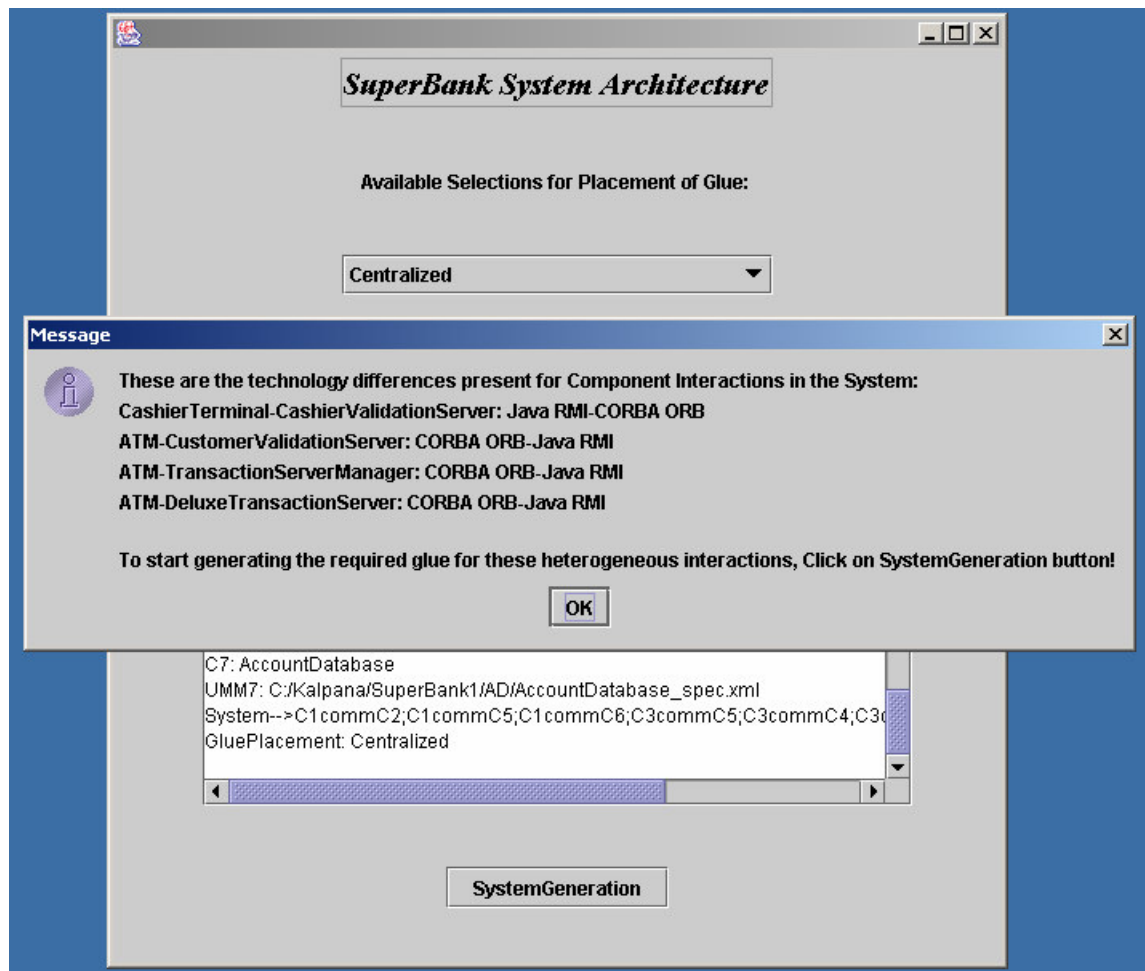 SuperBank System Architecture
Available Selections for Placement of Glue:
Centralized
Message
These are the technology differences present for Component Interactions in the System:
CashierTerminal-CashierValidationServer: Java RMI-CORBA ORB
ATM-CustomerValidationServer: CORBA ORB-Java RMI
ATM-TransactionServerManager: CORBA ORB-Java RMI
ATM-DeluxeTransactionServer: CORBA ORB-Java RMI
To start generating the required glue for these heterogeneous interactions, Click on SystemGeneration button!
OK
C7: AccountDatabase
UMM7: C:/Kalpana/SuperBank1/AD/AccountDatabase_spec.xml
System-->C1commC2;C1commC5;C1commC6;C3commC5;C3commC4;C3c
GluePlacement: Centralized
SystemGeneration